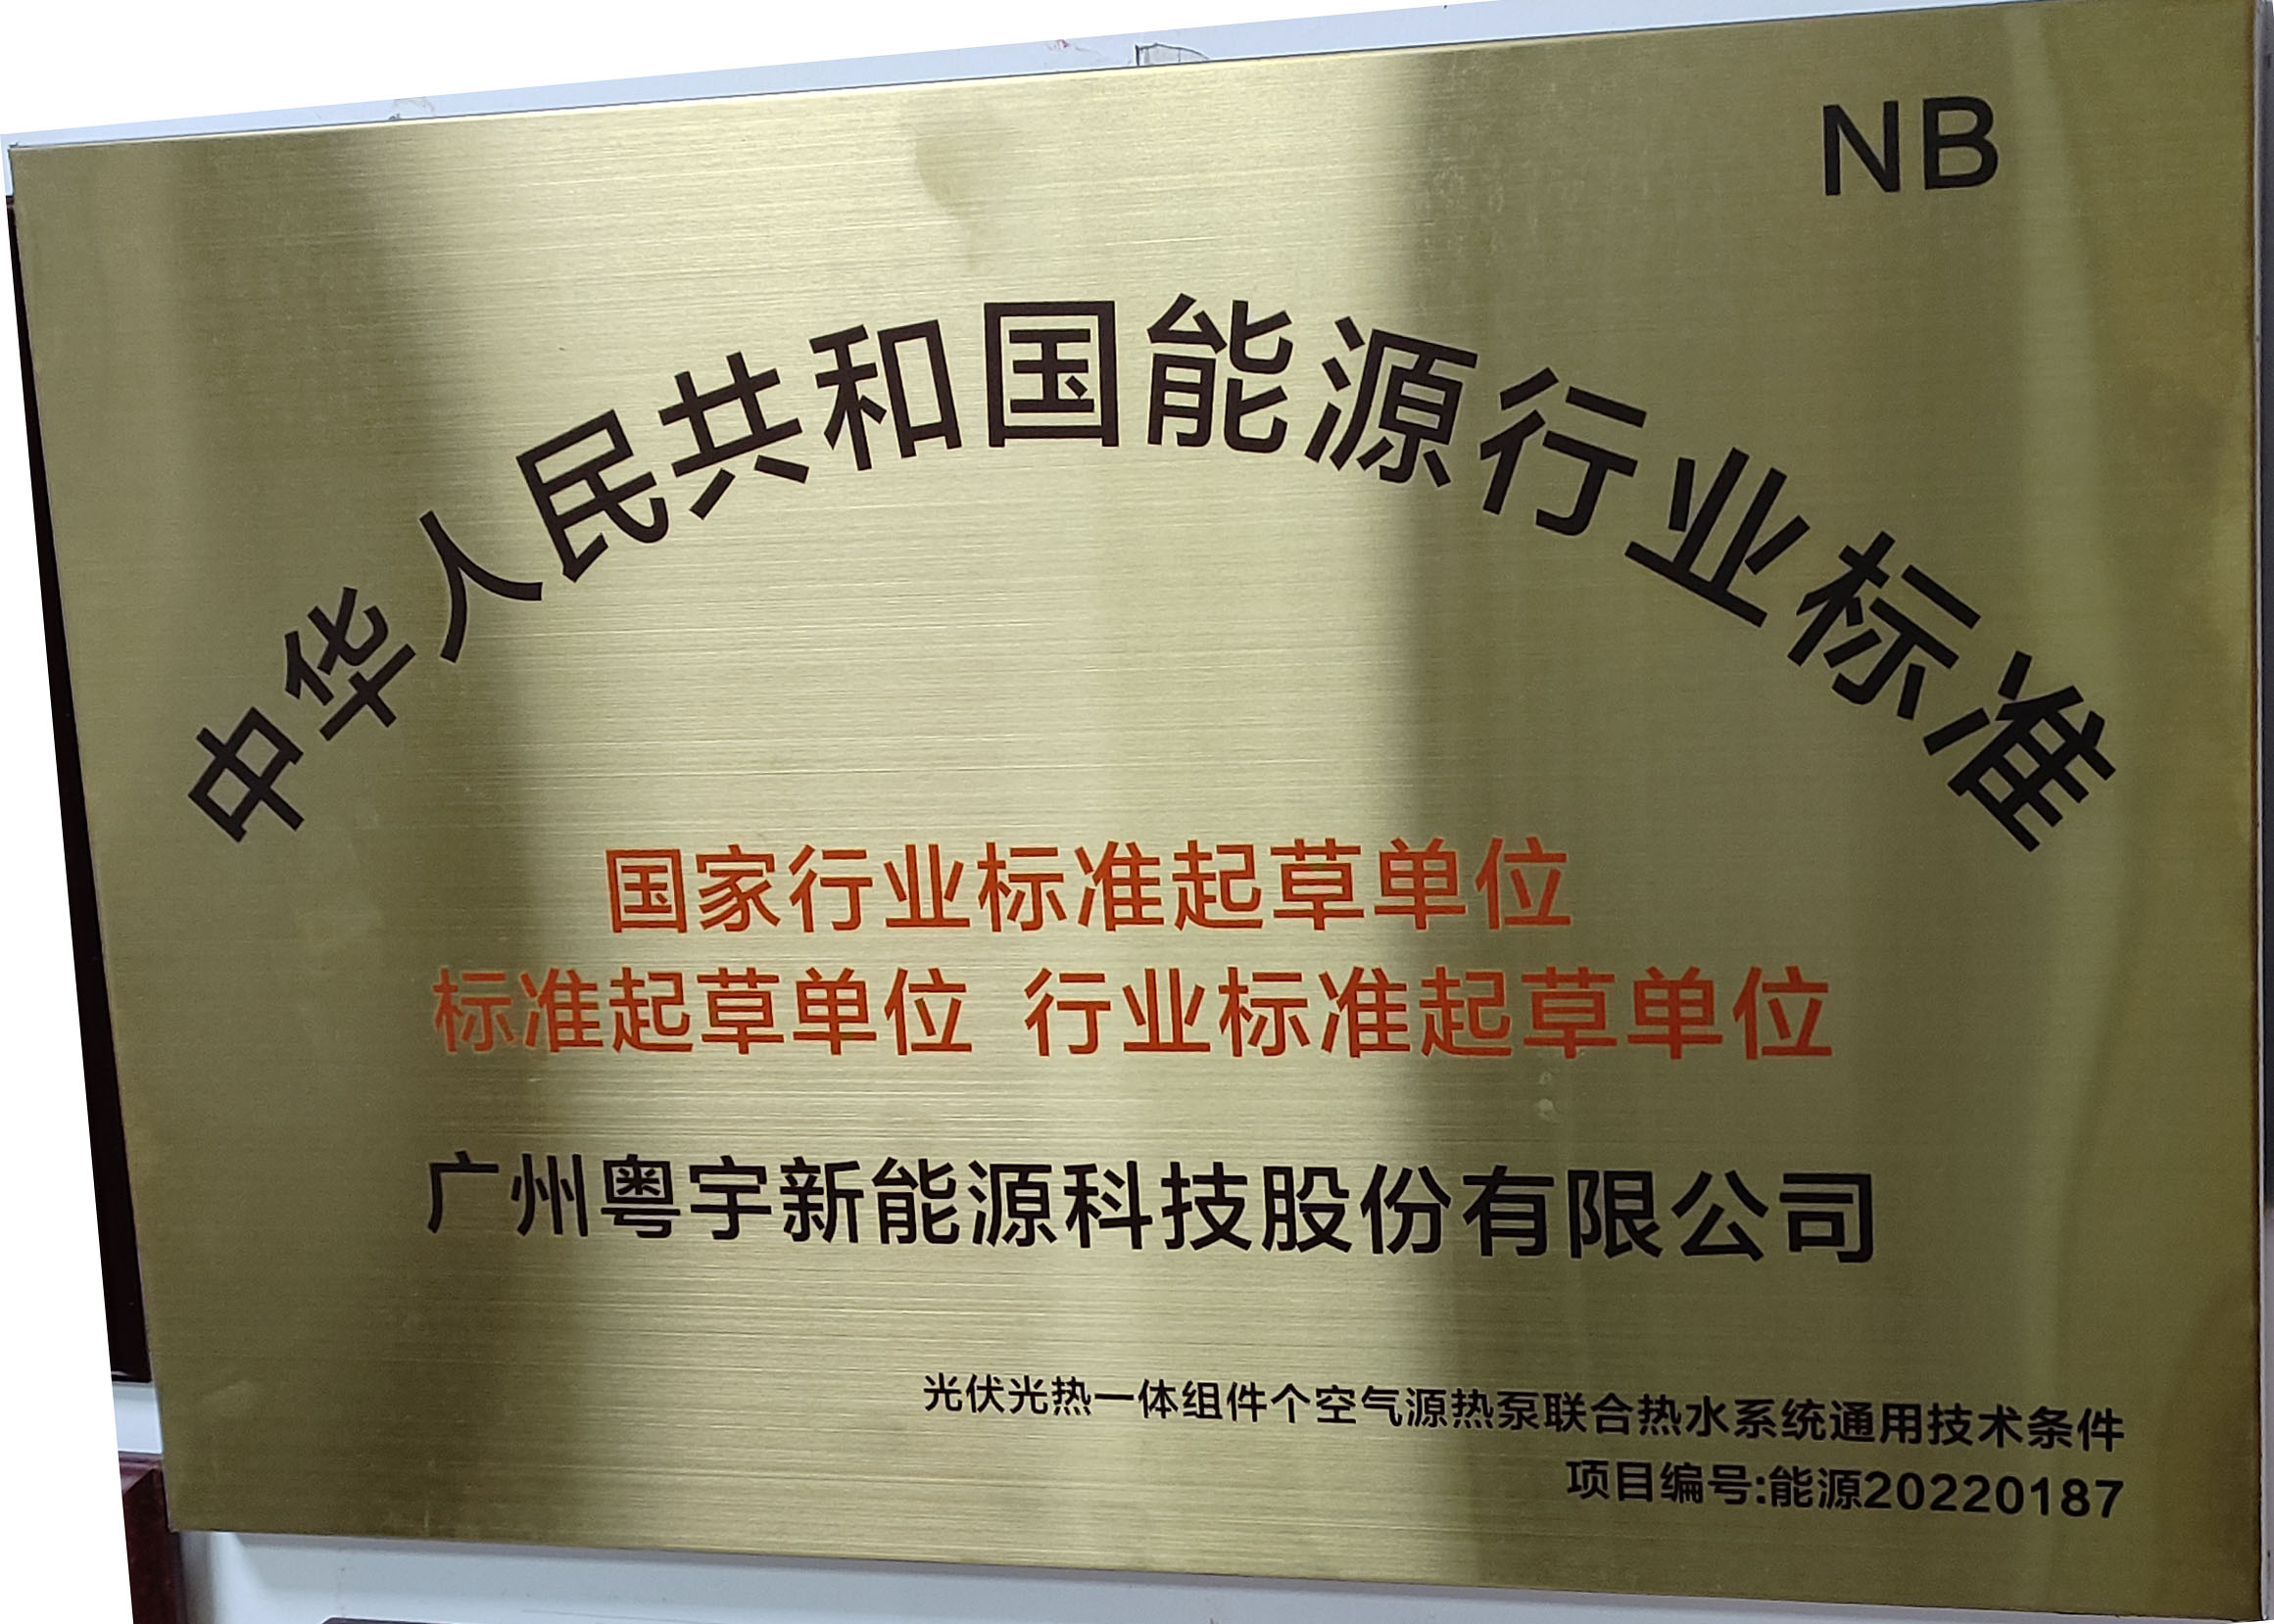 NB
中华人民共和国能源行业标准
国家行业标准起草单位
标准起草单位 行业标准起草单位
广州粤宇新能源科技股份有限公司
光伏光热一体组件个空气源热泵联合热水系统通用技术条件
项目编号:能源20220187